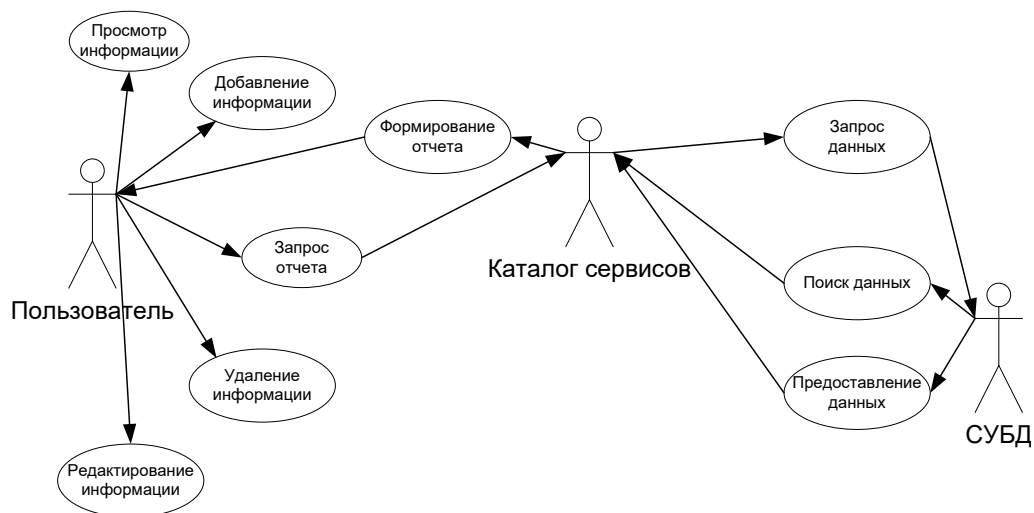 Просмотр
информации
Добавление
информации
Формирование
отчета
Запрос
данных
Запрос
отчета
Каталог сервисов
Поиск данных
Пользователь
Удаление
информации
Предоставление
данных
СУБД
Редактирование
информации